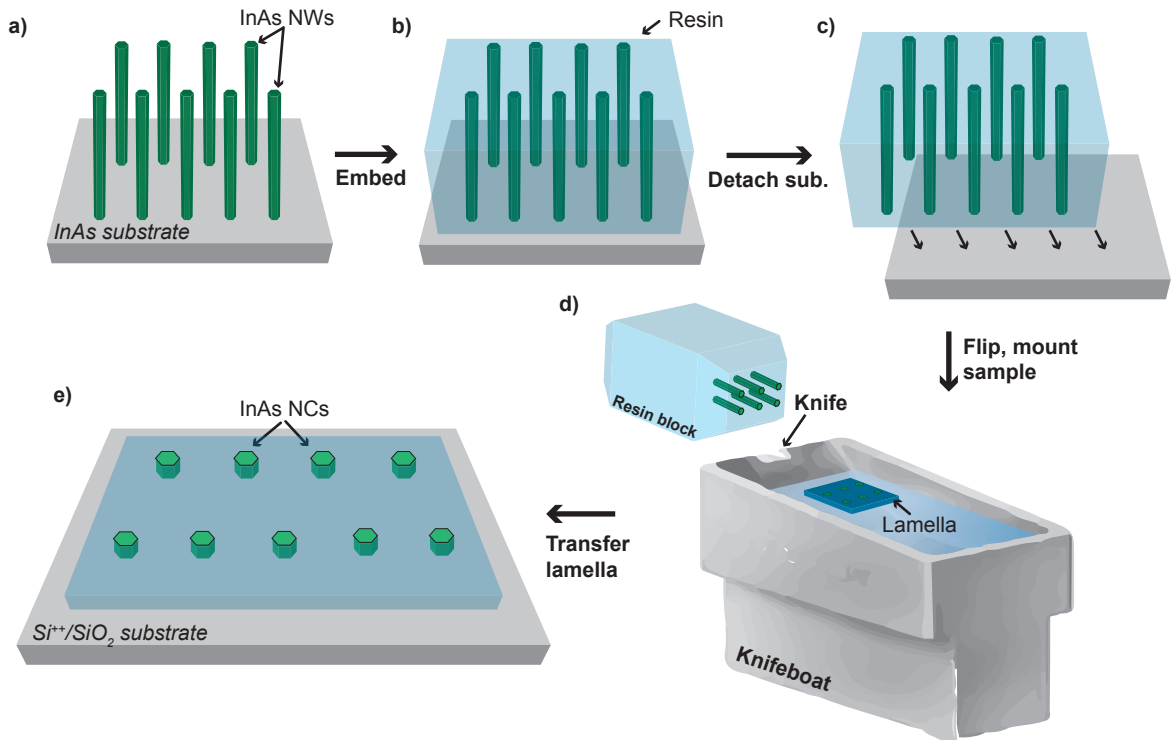 a)
InAs NWs
InAs substrate
Embed
b)
Resin
Detach sub.
c)
Flip, mount
sample
d)
Resin block
Knife
Lamella
Knifeboat
Transfer
lamella
e)
InAs NCs
Si⁺⁺/SiO₂ substrate